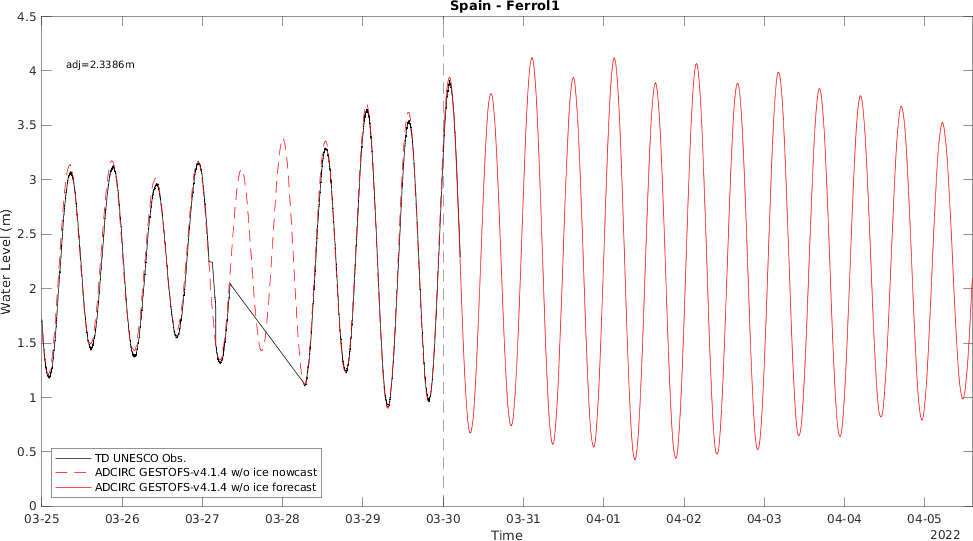 Spain - Ferrol1
4.5
adj=2.3386m
4
3.5
3
2.5
2
1.5
1
0.5
0
Water Level (m)
TD UNESCO Obs.
ADCIRC GESTOFS-v4.1.4 w/o ice nowcast
ADCIRC GESTOFS-v4.1.4 w/o ice forecast
03-25 03-26 03-27 03-28 03-29 03-30 03-31 04-01 04-02 04-03 04-04 04-05
Time
2022